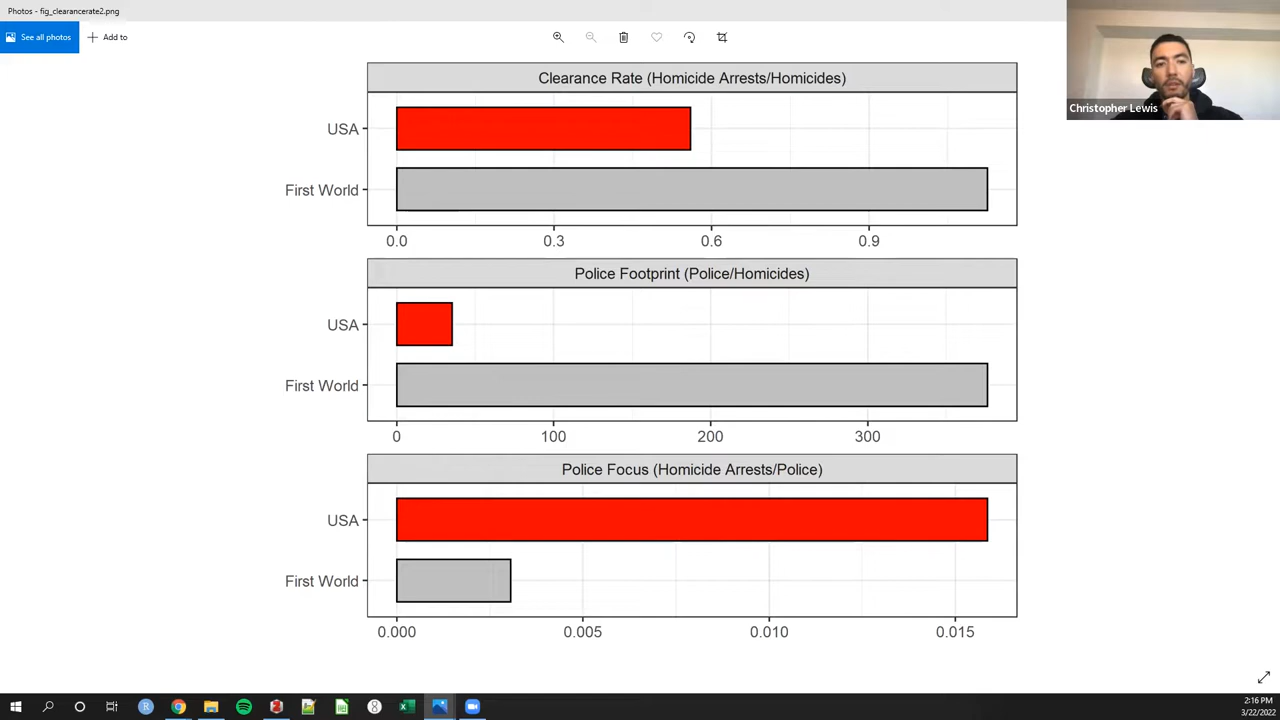 Photos - fig_clearancerate2.png
See all photos
Add to
Christopher Lewis
Clearance Rate (Homicide Arrests/Homicides)
USA
First World
0.0 0.3 0.6 0.9
Police Footprint (Police/Homicides)
USA
First World
0 100 200 300
Police Focus (Homicide Arrests/Police)
USA
First World
0.000 0.005 0.010 0.015
2:16 PM
3/22/2022